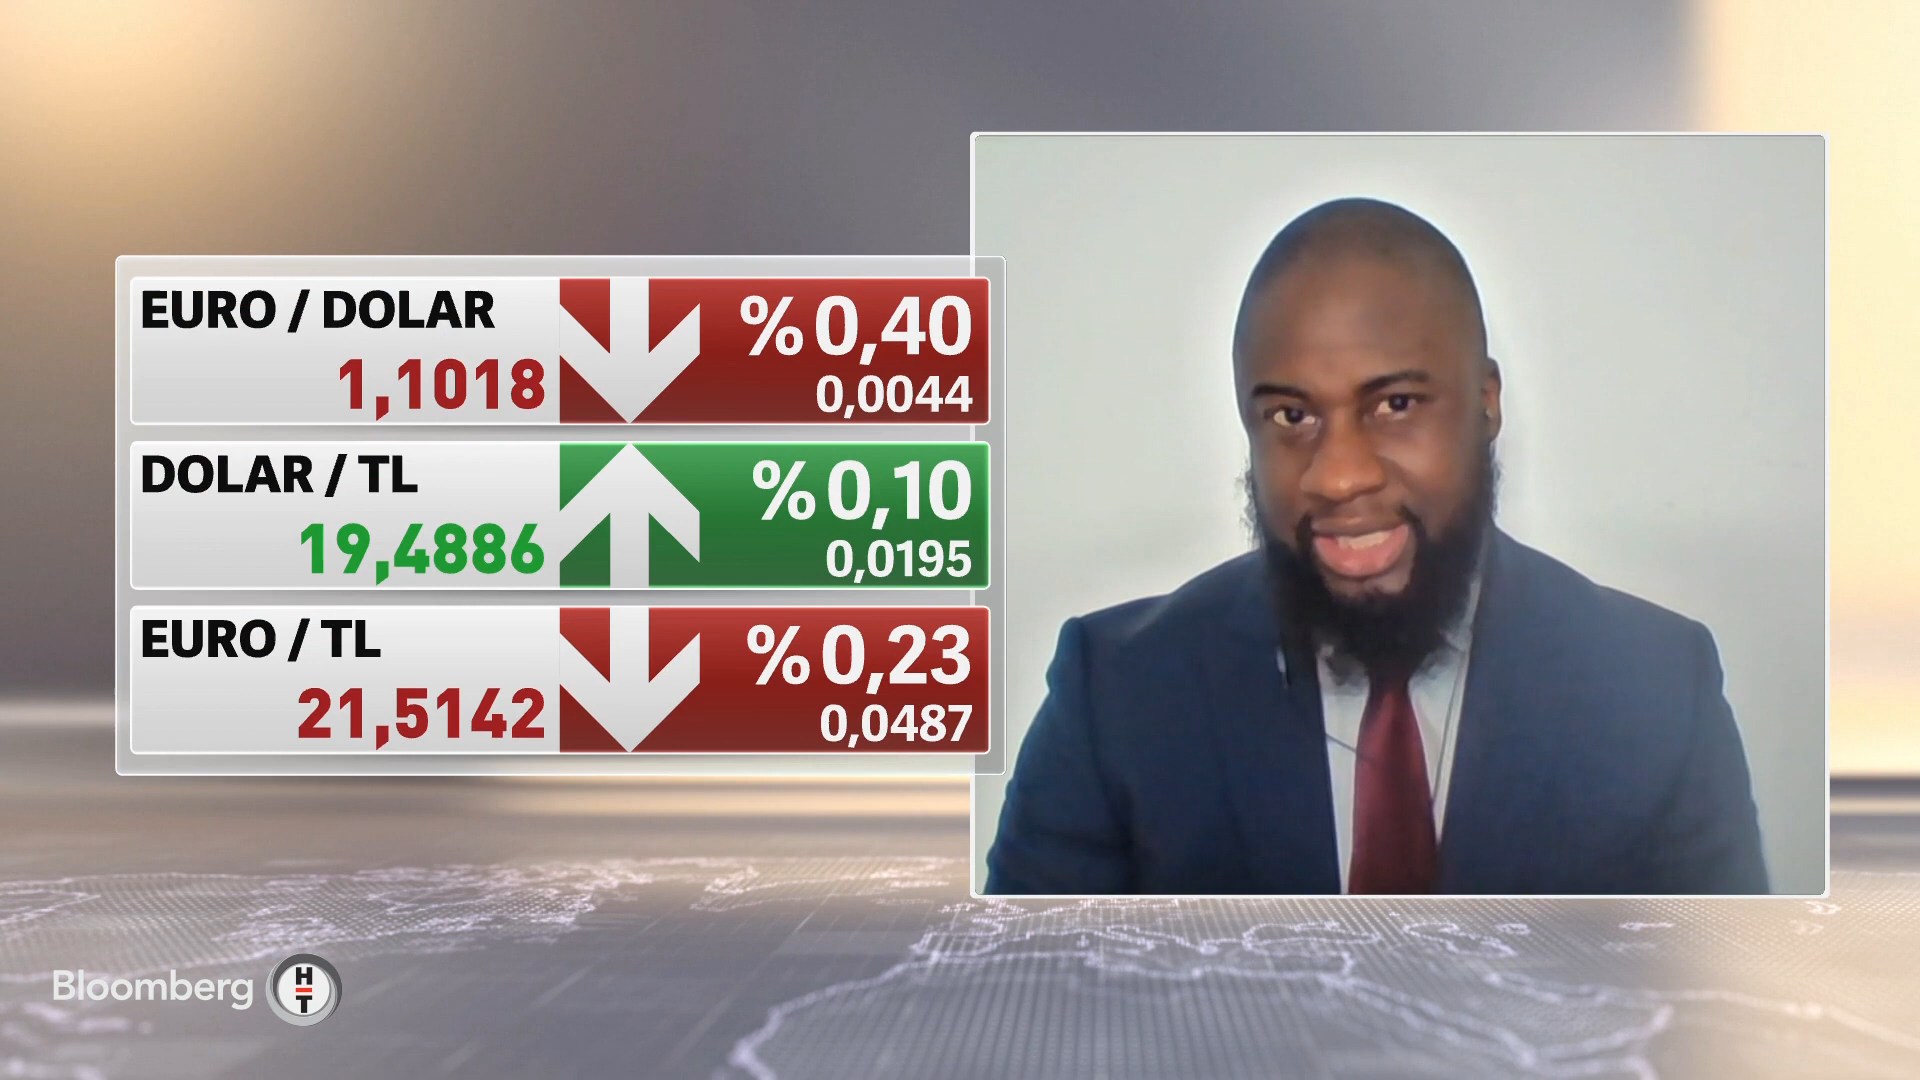 EURO / DOLAR
1,1018
%0,40
0,0044
DOLAR / TL
19,4886
%0,10
0,0195
EURO / TL
21,5142
%0,23
0,0487
Bloomberg HT